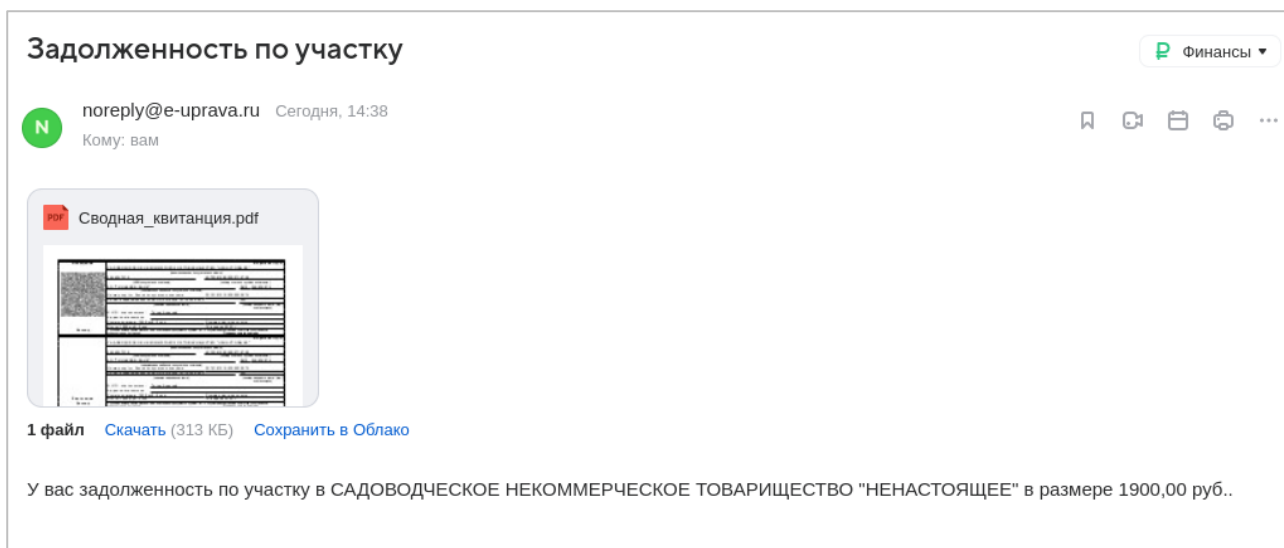 Задолженность по участку
Финансы
N
noreply@e-uprava.ru Сегодня, 14:38
Кому: вам
PDF Сводная_квитанция.pdf
1 файл Скачать (313 КБ) Сохранить в Облако
У вас задолженность по участку в САДОВОДЧЕСКОЕ НЕКОММЕРЧЕСКОЕ ТОВАРИЩЕСТВО "НЕНАСТОЯЩЕЕ" в размере 1900,00 руб..